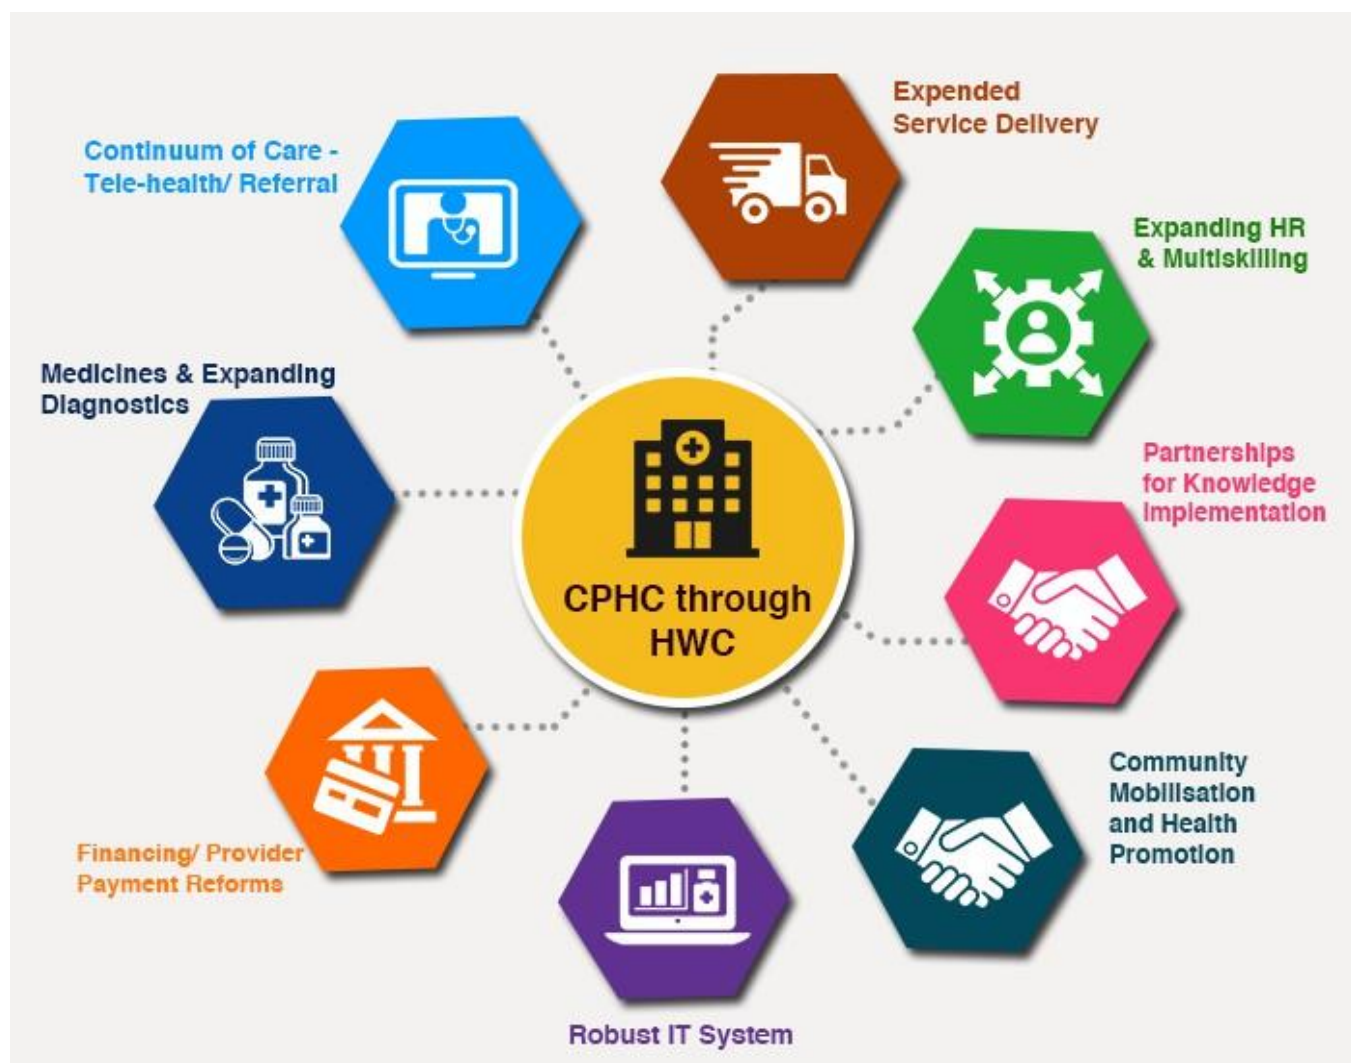 Expended
Service Delivery
Continuum of Care -
Tele-health/ Referral
Expanding HR
& Multiskilling
Medicines & Expanding
Diagnostics
Partnerships
for Knowledge
Implementation
CPHC through
HWC
Community
Mobilisation
and Health
Promotion
Financing/ Provider
Payment Reforms
Robust IT System